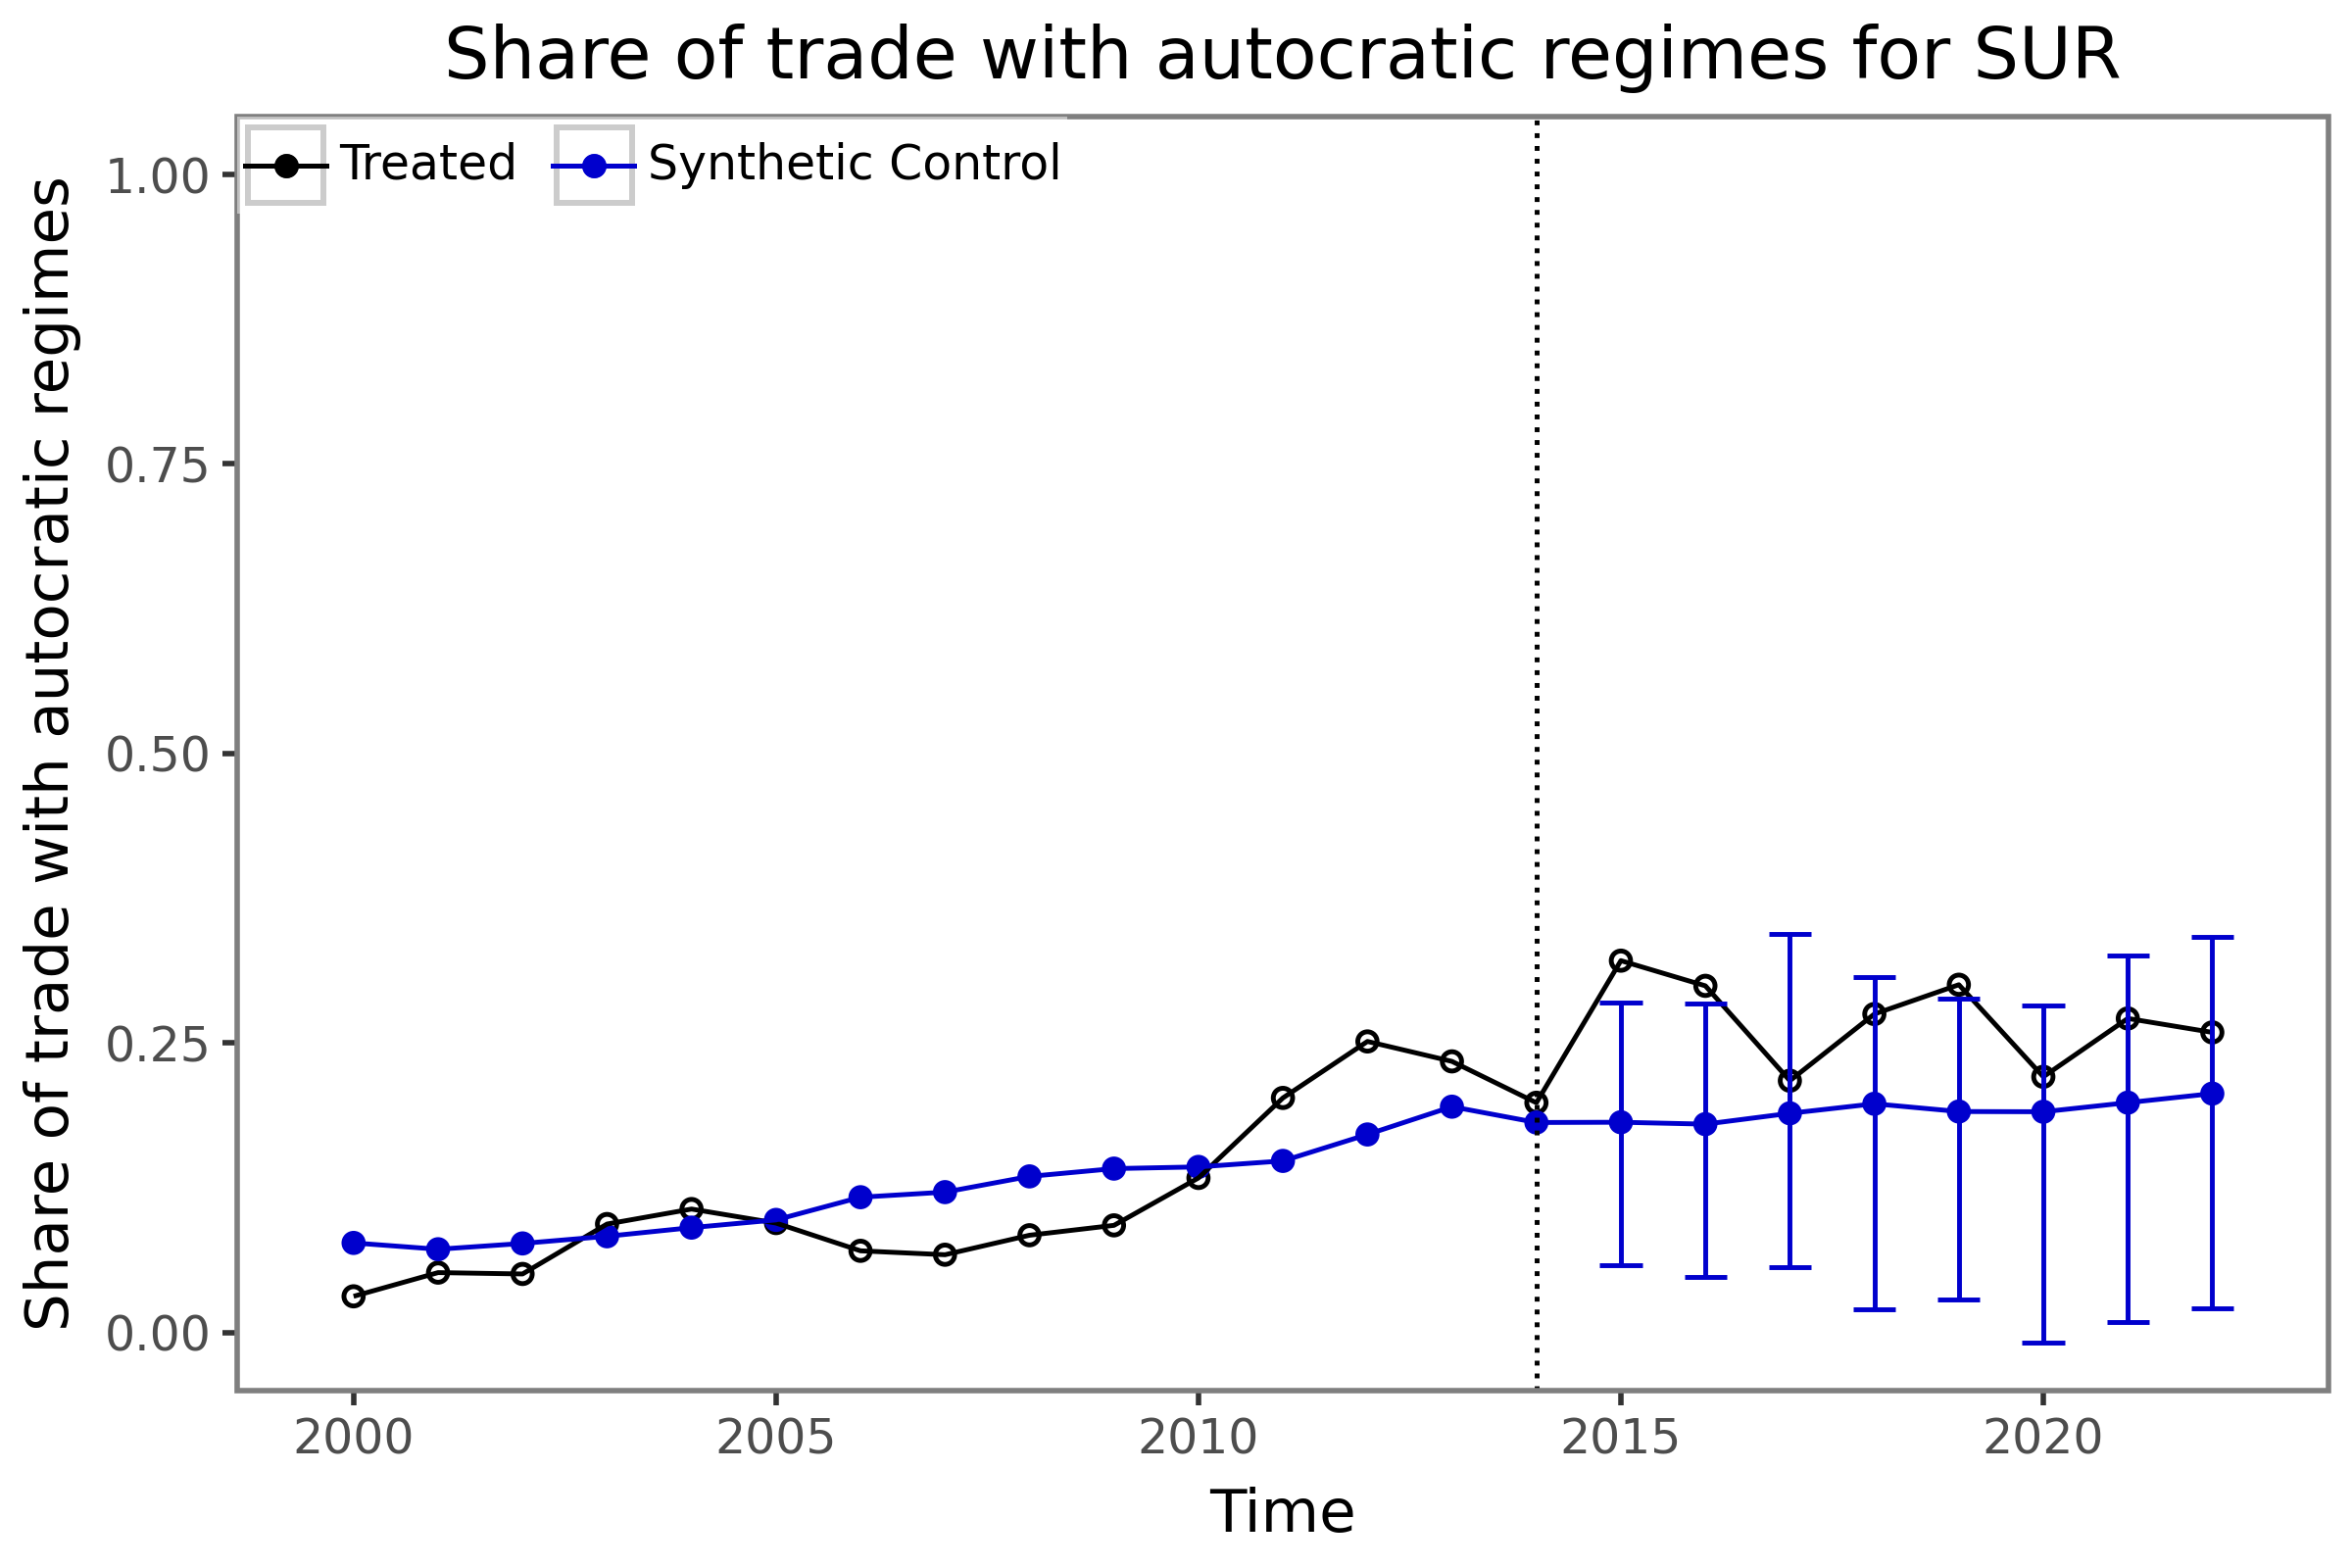 Share of trade with autocratic regimes for SUR
Treated
Synthetic Control
Share of trade with autocratic regimes
1.00
0.75
0.50
0.25
0.00
2000
2005
2010
2015
2020
Time